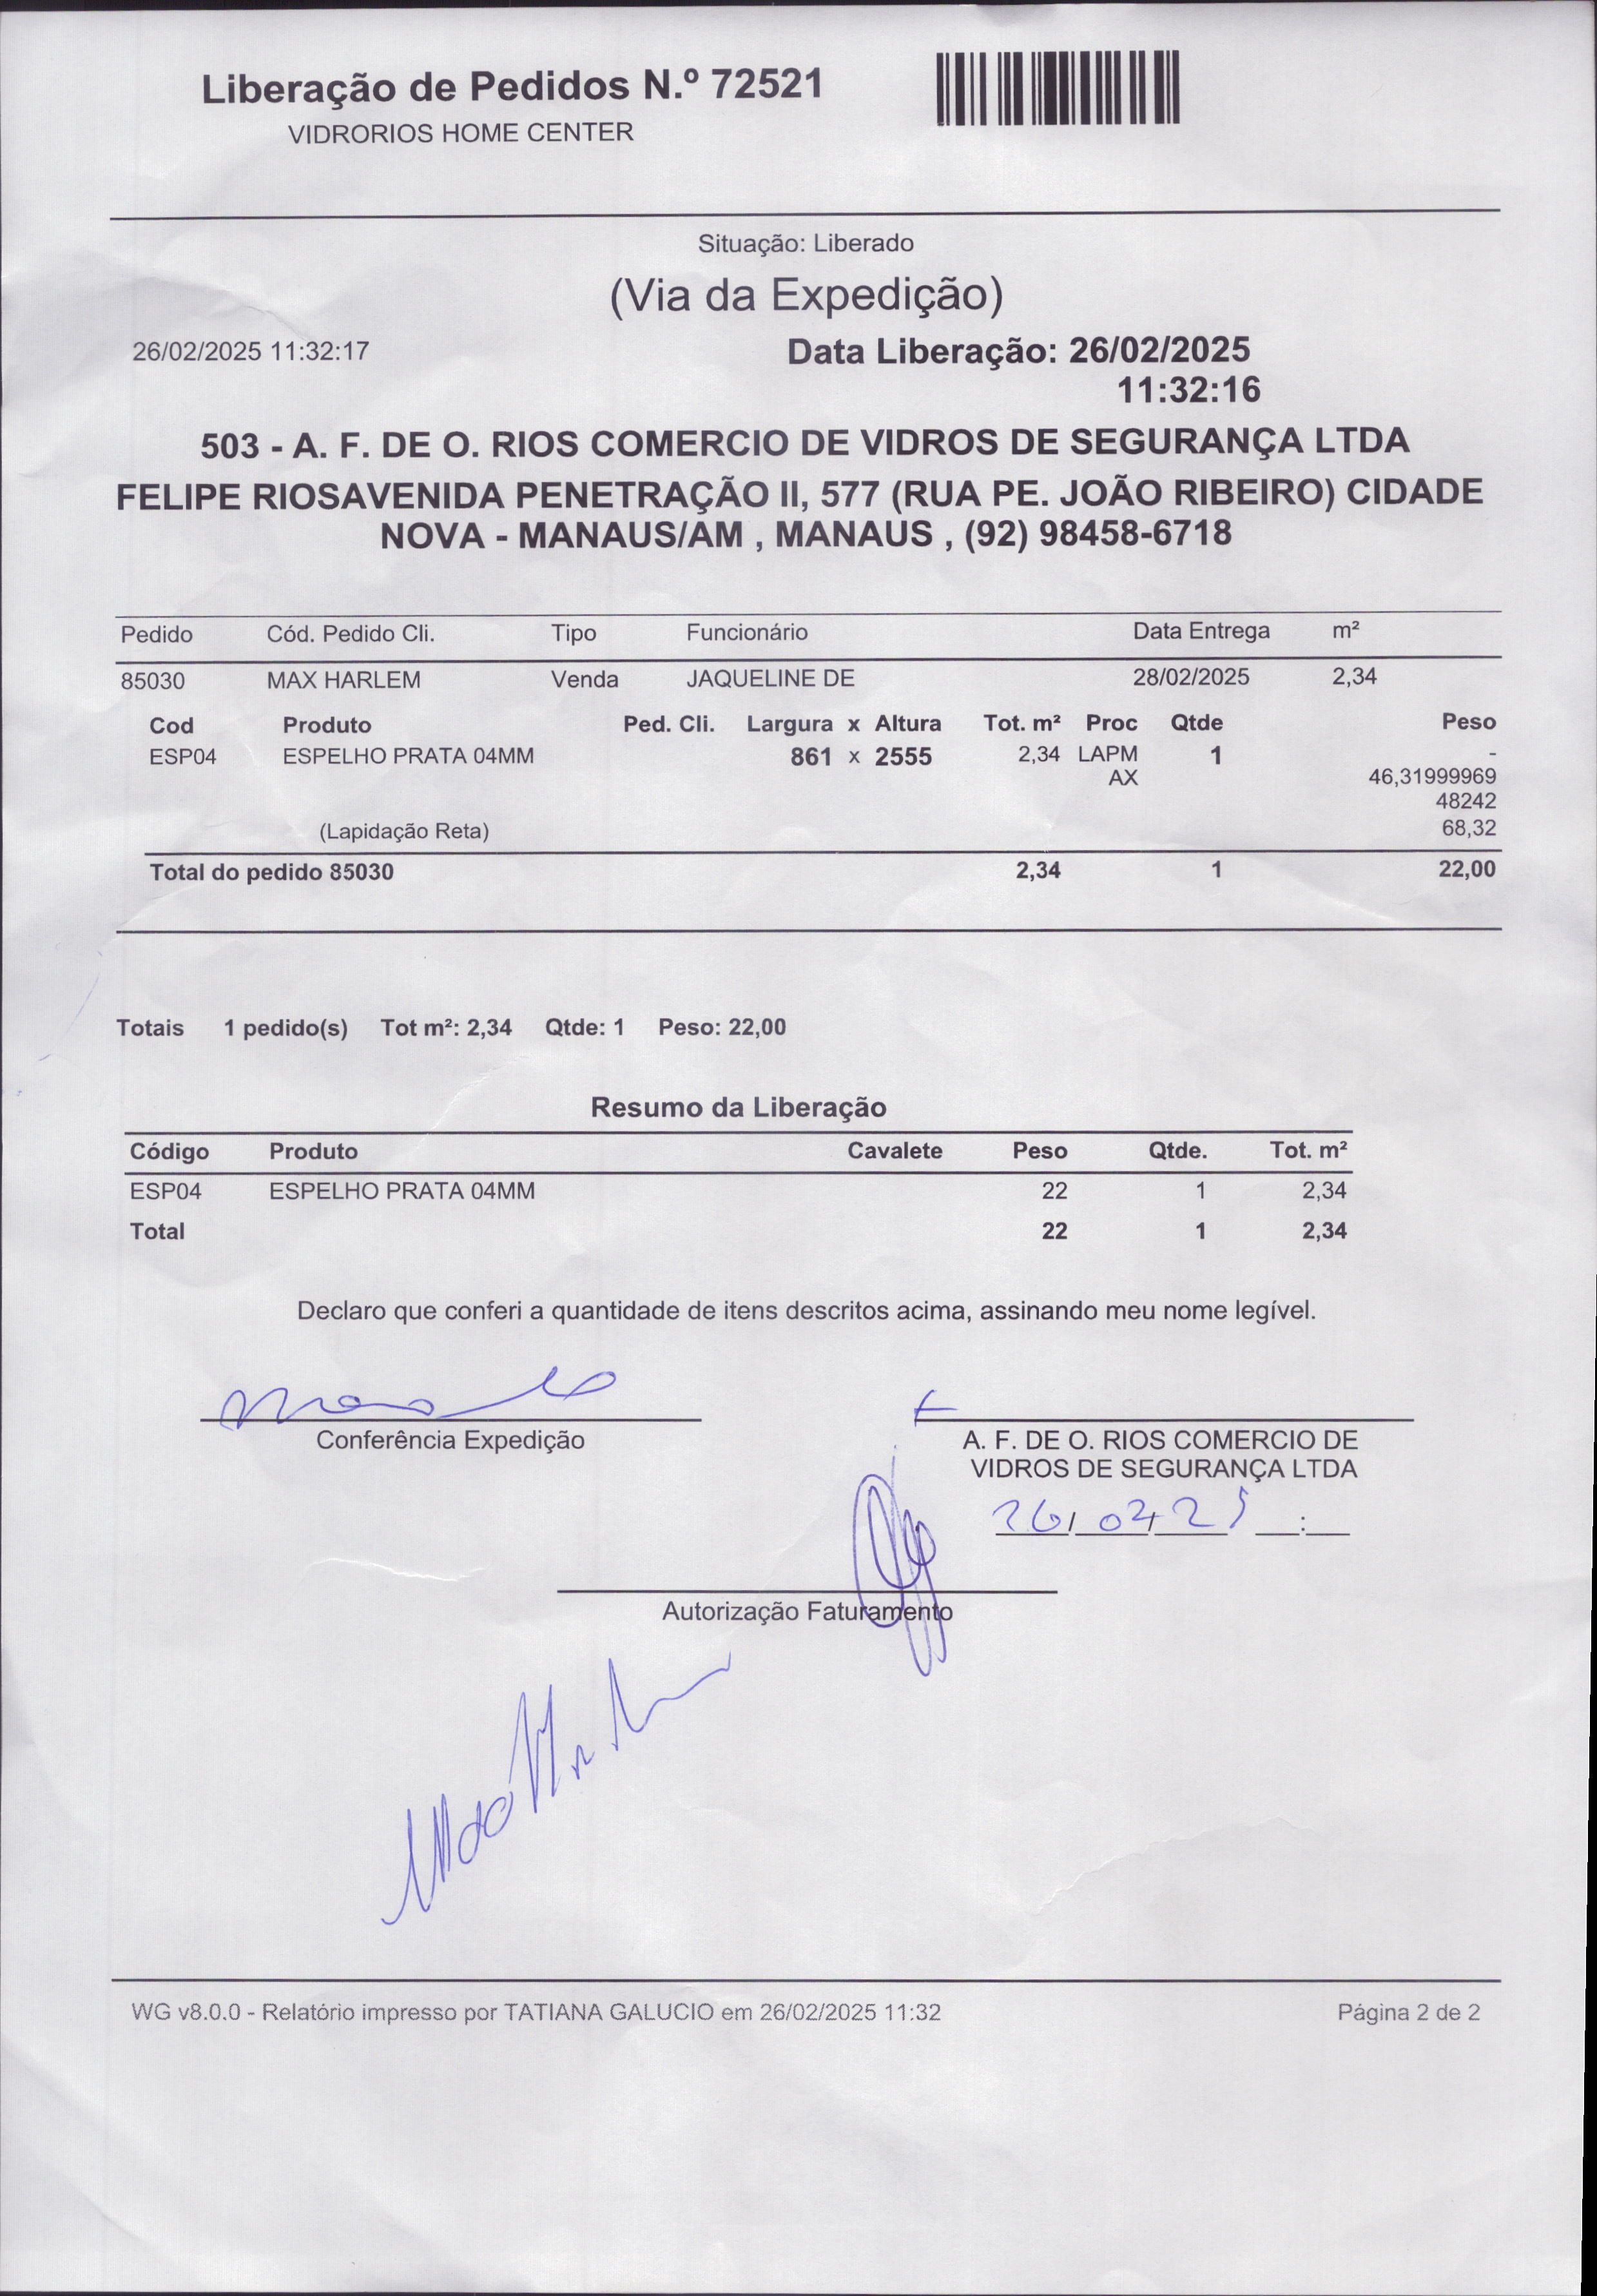 Liberação de Pedidos N.º 72521
VIDRORIOS HOME CENTER
Situação: Liberado
(Via da Expedição)
26/02/2025 11:32:17
Data Liberação: 26/02/2025
11:32:16
503 - A. F. DE O. RIOS COMERCIO DE VIDROS DE SEGURANÇA LTDA
FELIPE RIOSAVENIDA PENETRAÇÃO II, 577 (RUA PE. JOÃO RIBEIRO) CIDADE
NOVA - MANAUS/AM , MANAUS , (92) 98458-6718
Pedido Cód. Pedido Cli. Tipo Funcionário Data Entrega m²
85030 MAX HARLEM Venda JAQUELINE DE 28/02/2025 2,34
Cod Produto Ped. Cli. Largura x Altura Tot. m² Proc Qtde Peso
ESP04 ESPELHO PRATA 04MM 861 x 2555 2,34 LAPM 1 -
AX 46,31999969
48242
(Lapidação Reta) 68,32
Total do pedido 85030 2,34 1 22,00
Totais 1 pedido(s) Tot m²: 2,34 Qtde: 1 Peso: 22,00
Resumo da Liberação
Código Produto Cavalete Peso Qtde. Tot. m²
ESP04 ESPELHO PRATA 04MM 22 1 2,34
Total 22 1 2,34
Declaro que conferi a quantidade de itens descritos acima, assinando meu nome legível.
Conferência Expedição
A. F. DE O. RIOS COMERCIO DE
VIDROS DE SEGURANÇA LTDA
26/02/25 __:__
Autorização Faturamento
WG v8.0.0 - Relatório impresso por TATIANA GALUCIO em 26/02/2025 11:32
Página 2 de 2